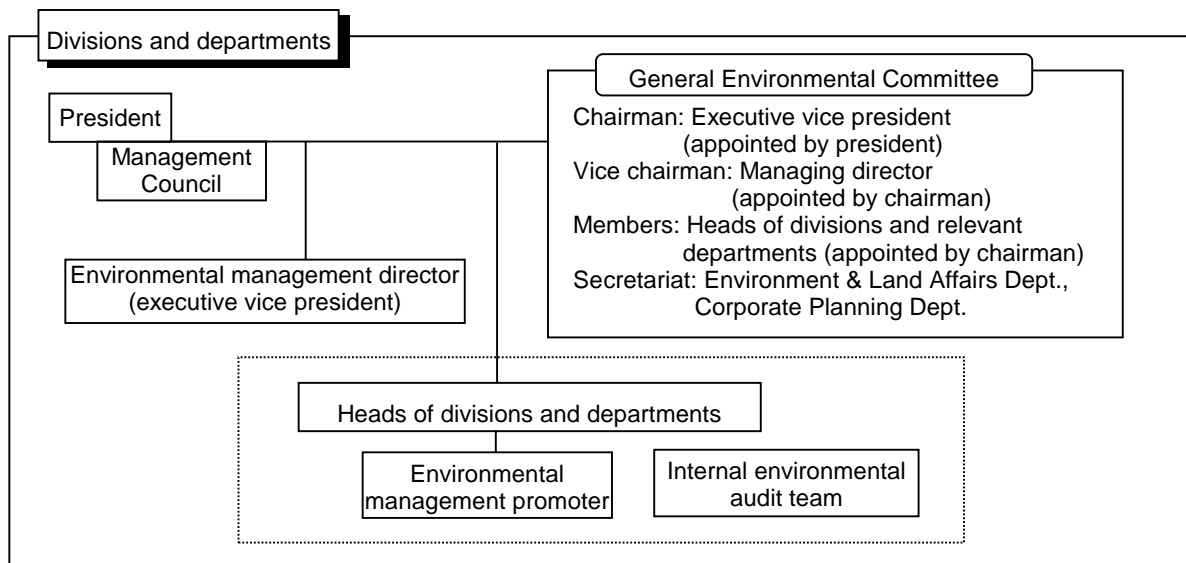 Divisions and departments
General Environmental Committee
President
Management
Council
Chairman: Executive vice president
(appointed by president)
Vice chairman: Managing director
(appointed by chairman)
Members: Heads of divisions and relevant
departments (appointed by chairman)
Secretariat: Environment & Land Affairs Dept.,
Corporate Planning Dept.
Environmental management director
(executive vice president)
Heads of divisions and departments
Environmental
management promoter
Internal environmental
audit team